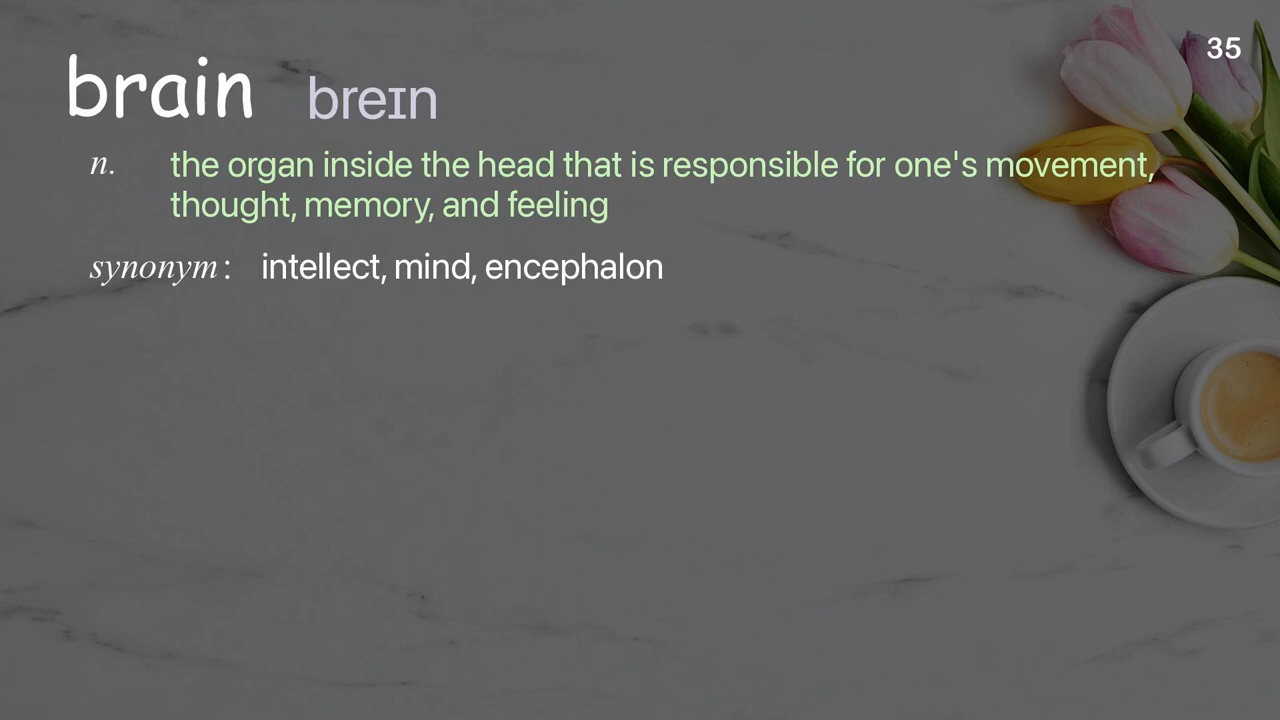 35
brain breɪn
n. the organ inside the head that is responsible for one's movement,
thought, memory, and feeling
synonym: intellect, mind, encephalon